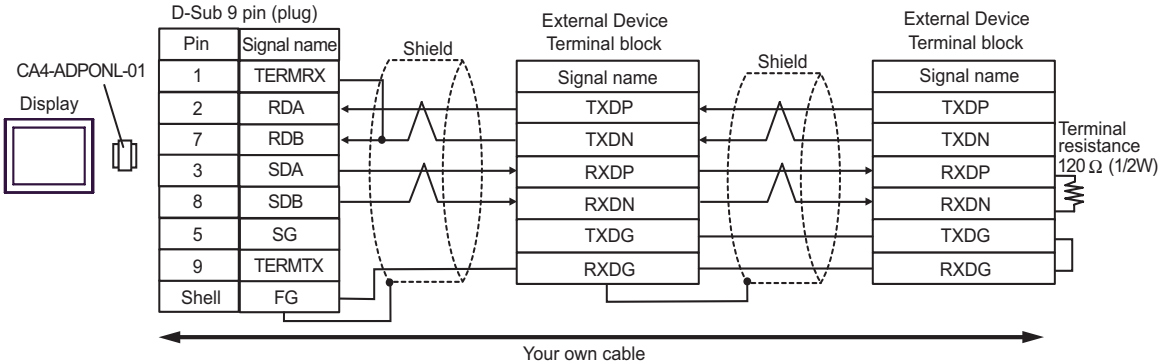 D-Sub 9 pin (plug)
External Device
Terminal block
External Device
Terminal block
CA4-ADPONL-01
Display
Pin Signal name
1 TERMRX
2 RDA
7 RDB
3 SDA
8 SDB
5 SG
9 TERMTX
Shell FG
Shield
Signal name
TXDP
TXDN
RXDP
RXDN
TXDG
RXDG
Shield
Signal name
TXDP
TXDN
RXDP
RXDN
TXDG
RXDG
Terminal
resistance
120 Ω (1/2W)
Your own cable